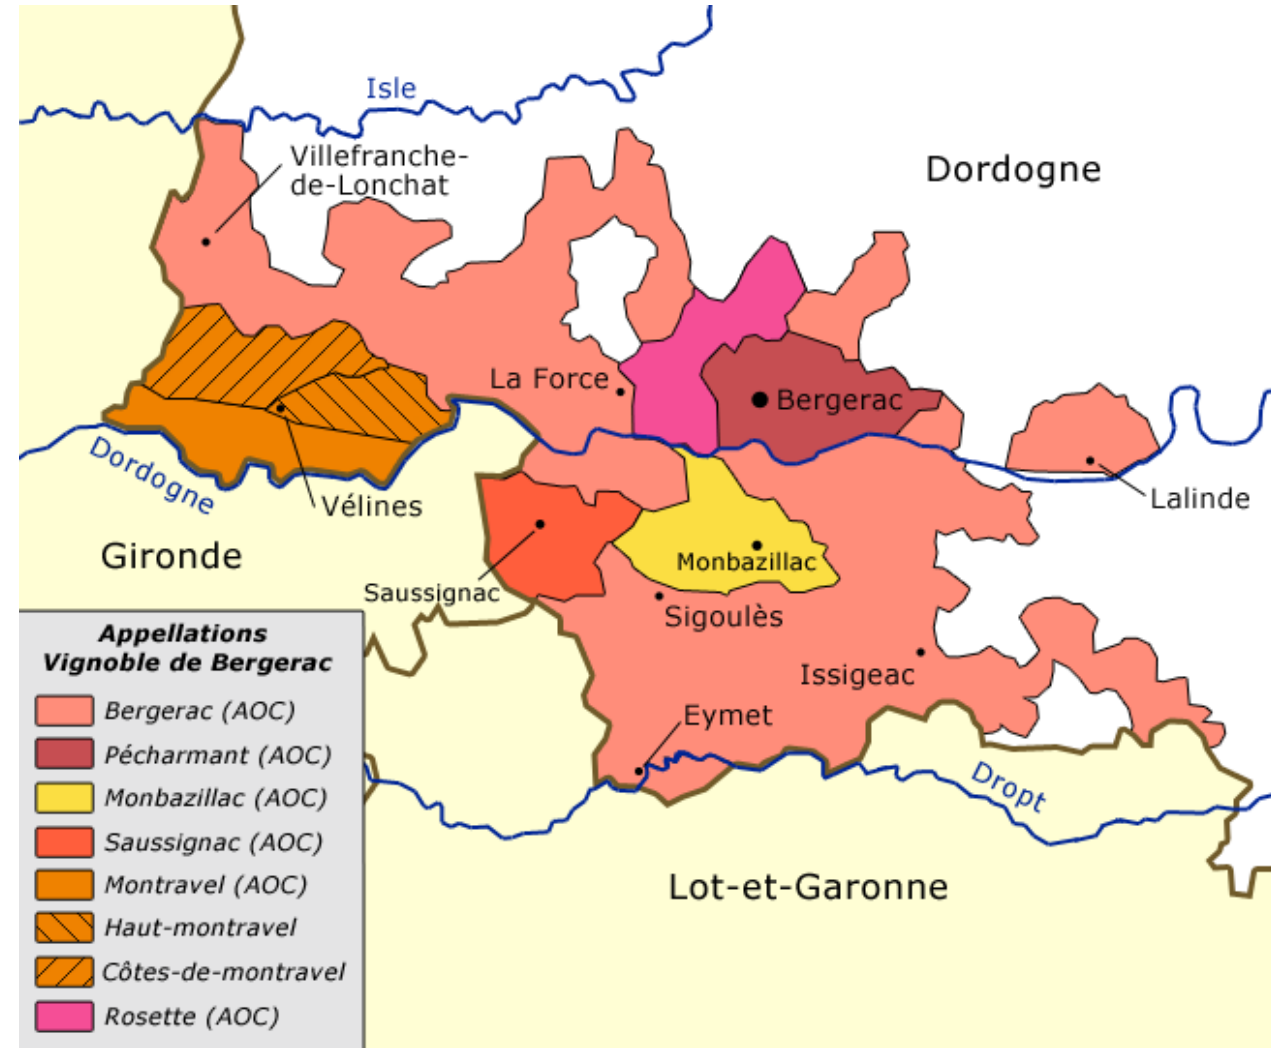 Isle
Villefranche-
de-Lonchat
Dordogne
La Force
Bergerac
Dordogne
Vélines
Lalinde
Gironde
Saussignac
Monbazillac
Sigoulès
Issigeac
Eymet
Dropt
Lot-et-Garonne
Appellations
Vignoble de Bergerac
Bergerac (AOC)
Pécharmant (AOC)
Monbazillac (AOC)
Saussignac (AOC)
Montravel (AOC)
Haut-montravel
Côtes-de-montravel
Rosette (AOC)